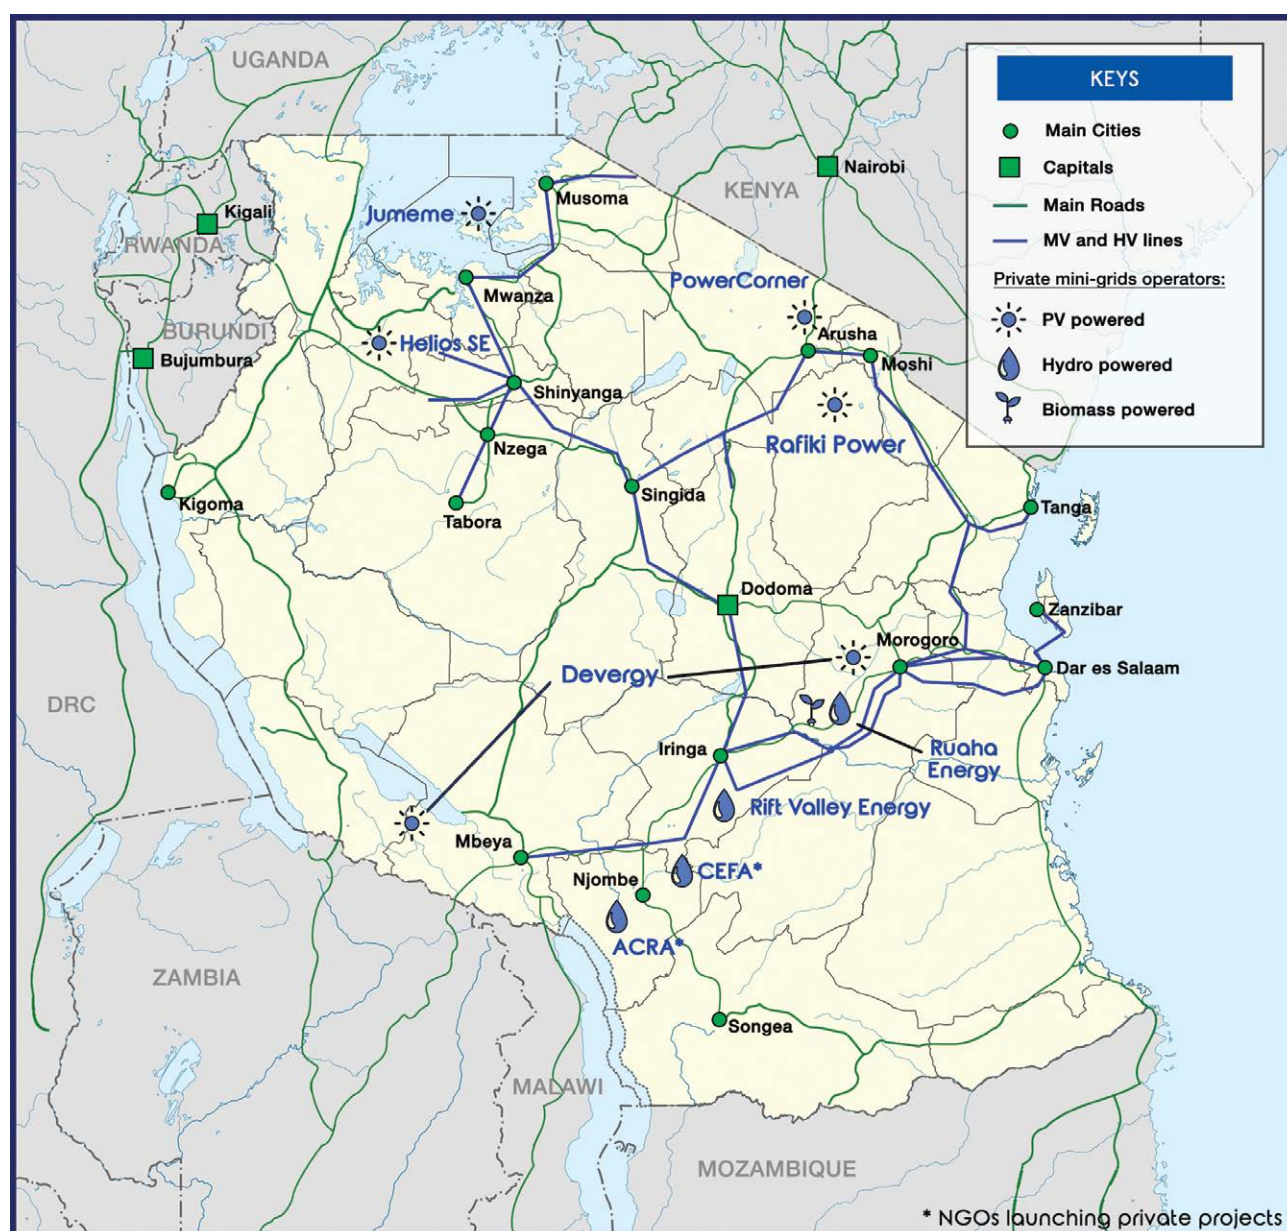 UGANDA
KEYS
Main Cities
Capitals
Main Roads
MV and HV lines
Private mini-grids operators:
PV powered
Hydro powered
Biomass powered
Nairobi
KENYA
Musoma
Jumeme
Kigali
RWANDA
Mwanza
PowerCorner
BURUNDI
Bujumbura
Helios SE
Arusha
Moshi
Shinyanga
Rafiki Power
Nzega
Singida
Kigoma
Tabora
Tanga
Dodoma
Zanzibar
Morogoro
Dar es Salaam
Devergy
DRC
Iringa
Ruaha
Energy
Rift Valley Energy
Mbeya
CEFA*
Njombe
ACRA*
ZAMBIA
Songea
MALAWI
MOZAMBIQUE
* NGOs launching private projects